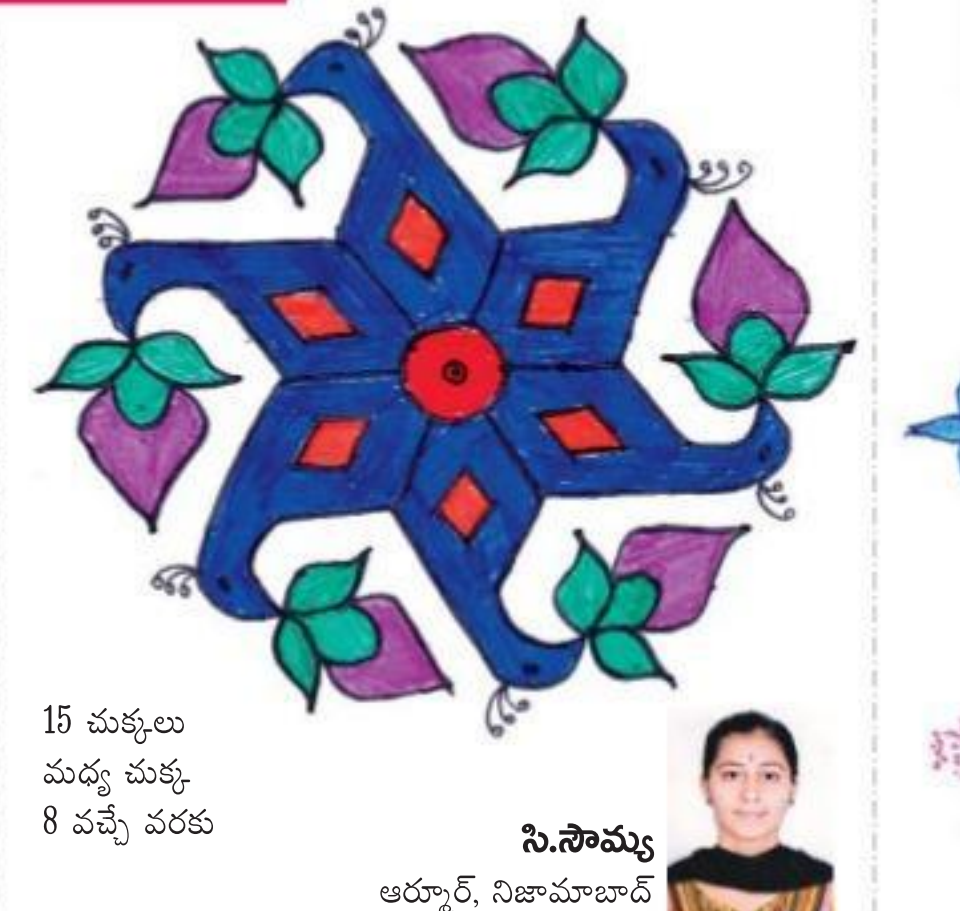 15 చుక్కలు
మధ్య చుక్క
8 వచ్చే వరకు
సి.సౌమ్య
ఆర్మూర్, నిజామాబాద్